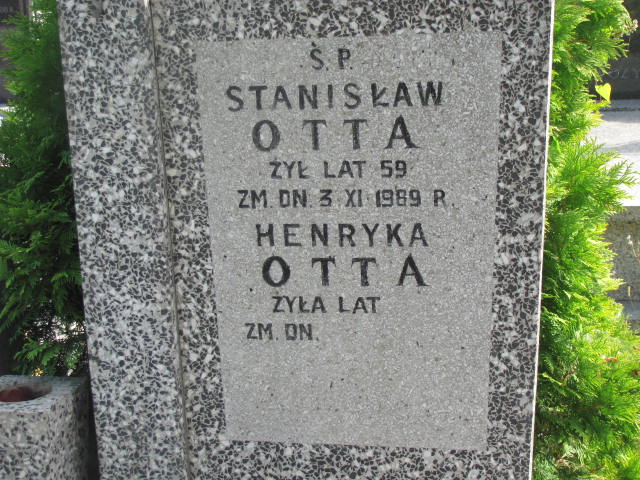 Ś.P.
STANISŁAW
OTTA
ŻYŁ LAT 59
ZM. DN. 3 XI 1989 R.
HENRYKA
OTTA
ŻYŁA LAT
ZM. DN.